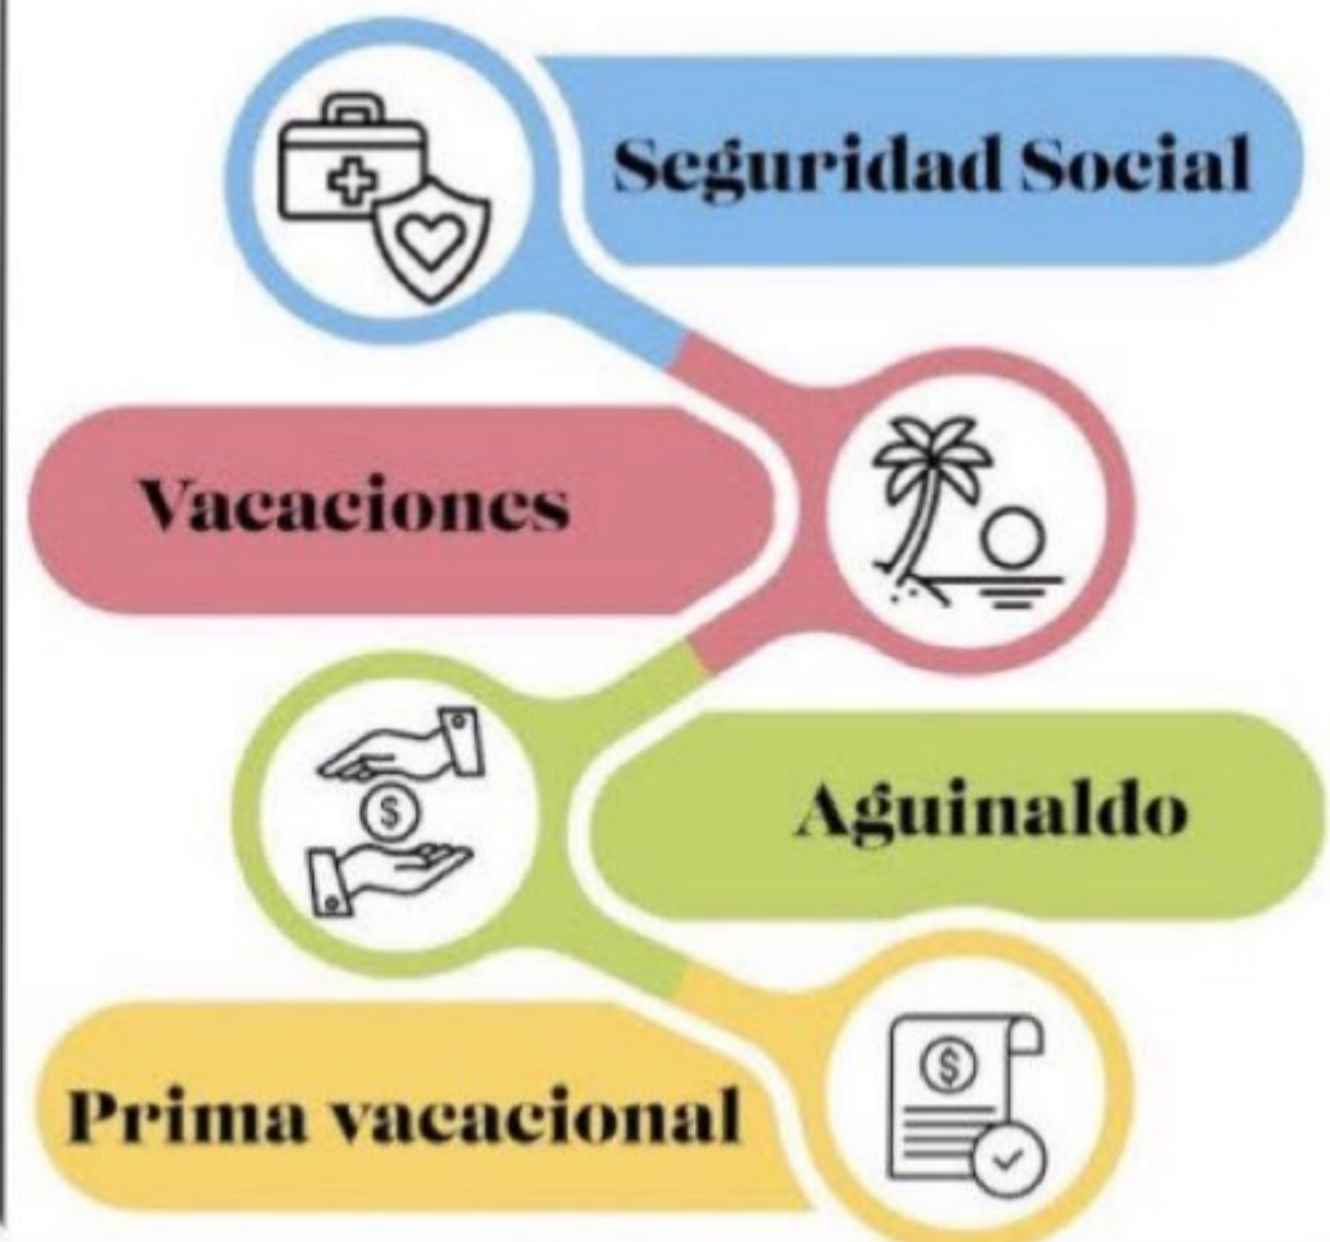 Seguridad Social
Vacaciones
Aguinaldo
$
Prima vacacional
$